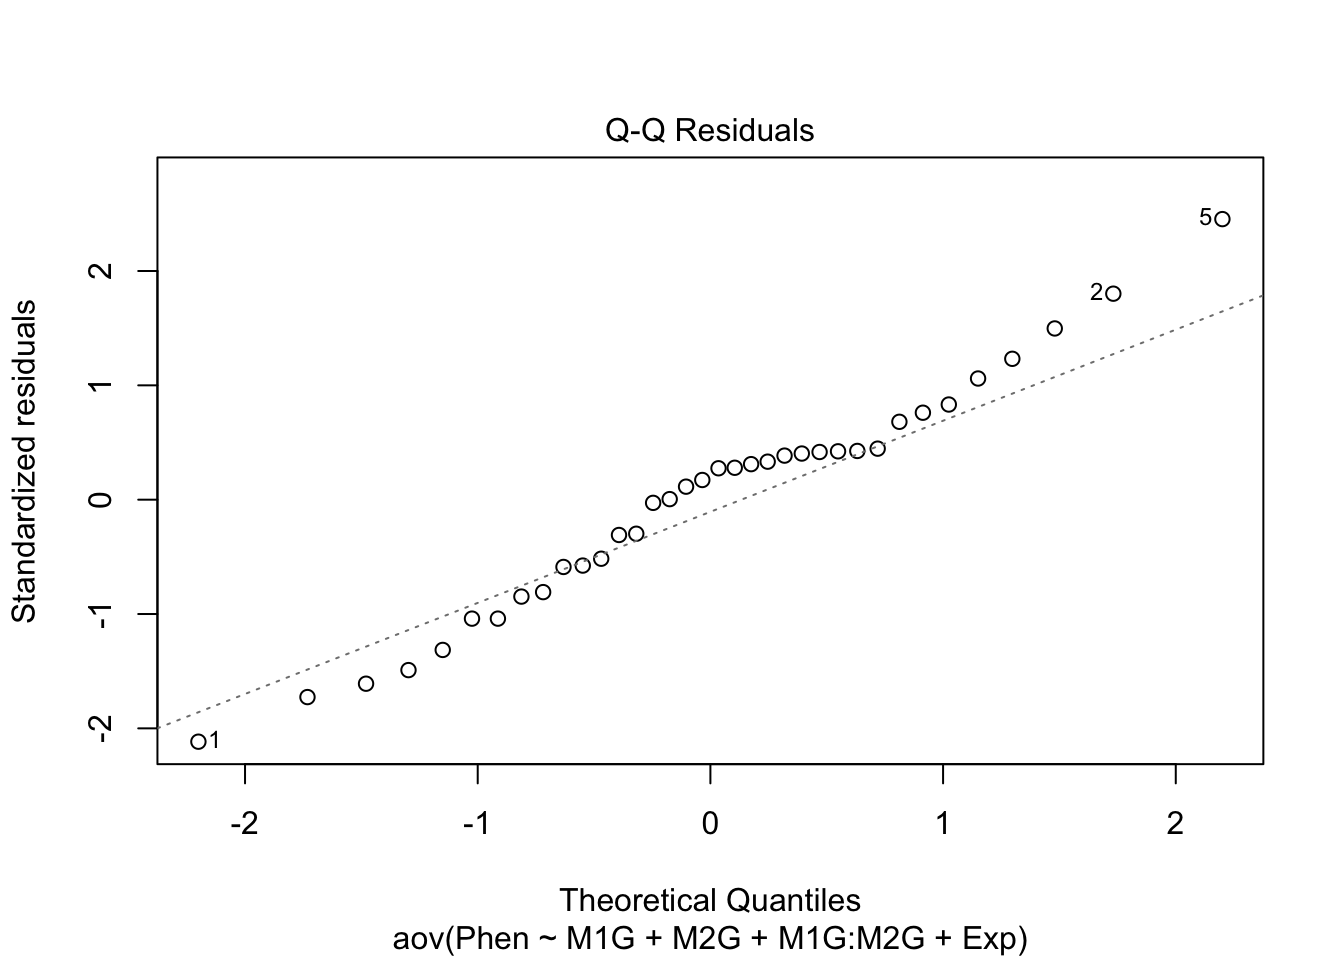 Q-Q Residuals
Standardized residuals
2
1
0
-1
-2
5
2
1
-2 -1 0 1 2
Theoretical Quantiles
aov(Phen ~ M1G + M2G + M1G:M2G + Exp)